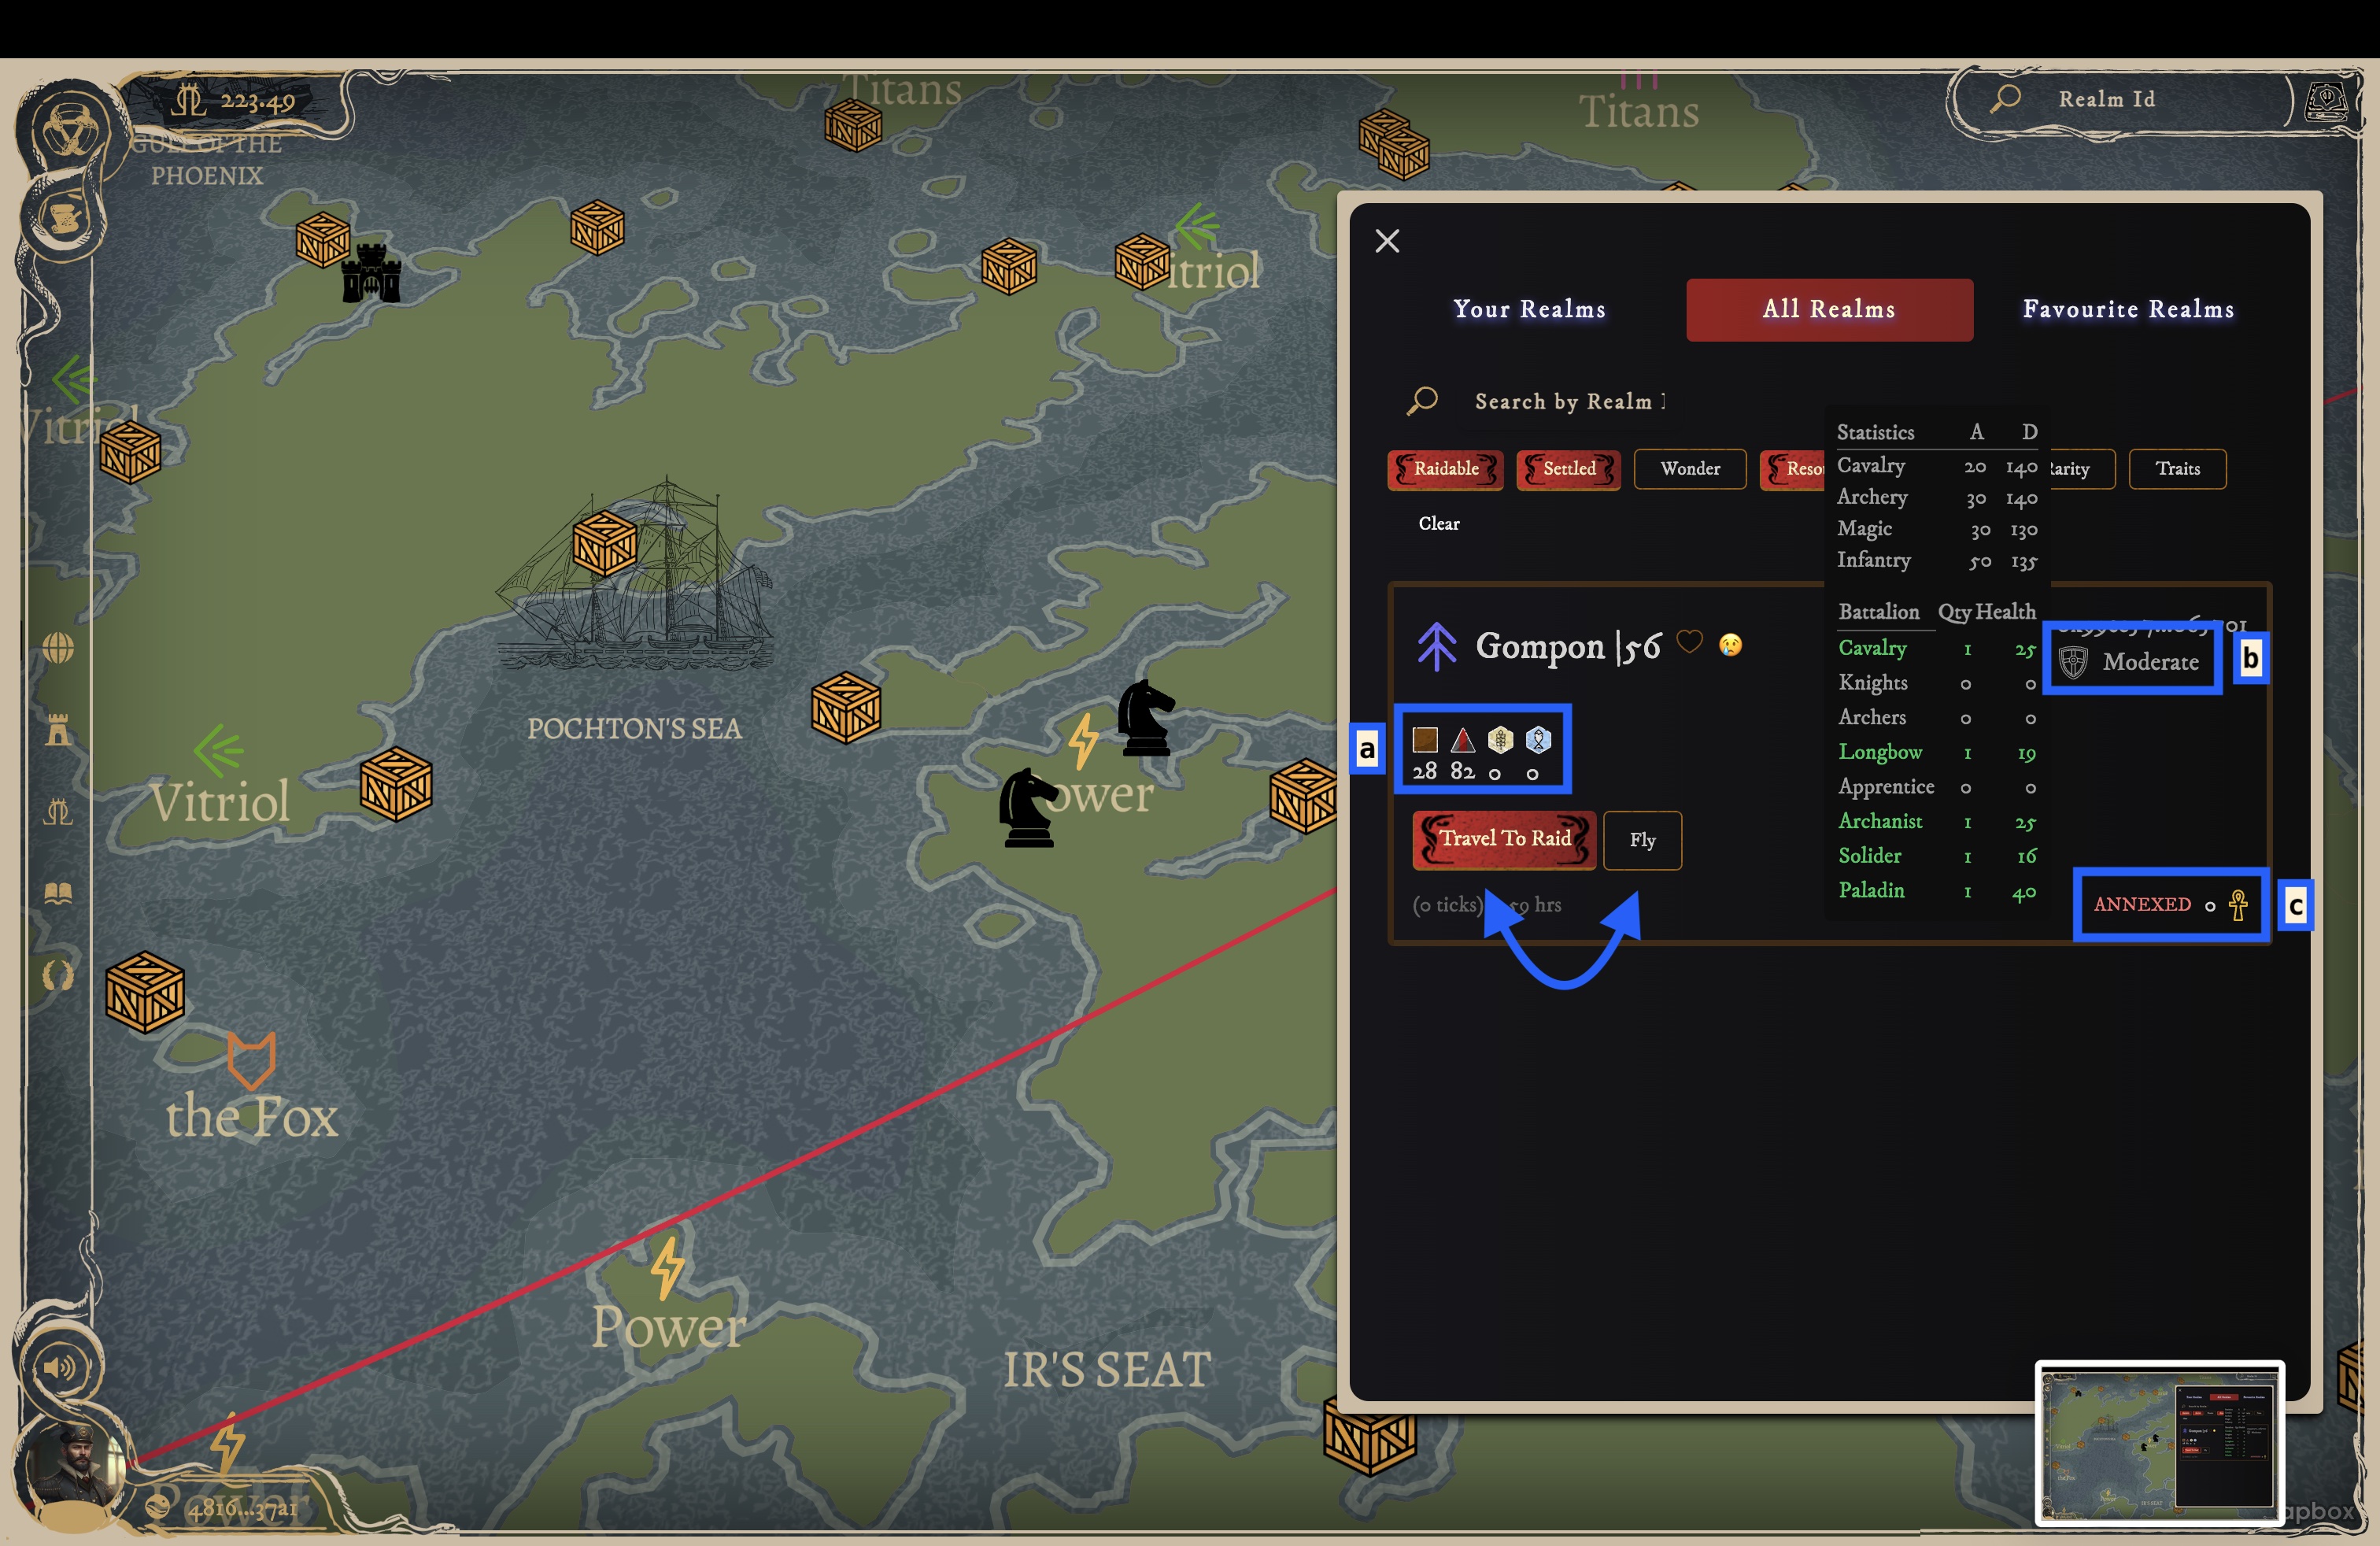 223.49
Realm Id
GULF OF THE
PHOENIX
Titans
Titans
Vitriol
POCHTON'S SEA
Vitriol
the Fox
Power
IR'S SEAT
4816...37a1
Your Realms
All Realms
Favourite Realms
Search by Realm I
Raidable
Settled
Wonder
Traits
Clear
Statistics A D
Cavalry 20 140
Archery 30 140
Magic 30 130
Infantry 50 135
Battalion Qty Health
Cavalry 1 25
Knights 0 0
Archers 0 0
Longbow 1 19
Apprentice 0 0
Archanist 1 25
Solider 1 16
Paladin 1 40
Gompon |56
Moderate
b
a
28 82 0 0
Travel To Raid
Fly
(0 ticks)
hrs
ANNEXED 0
c